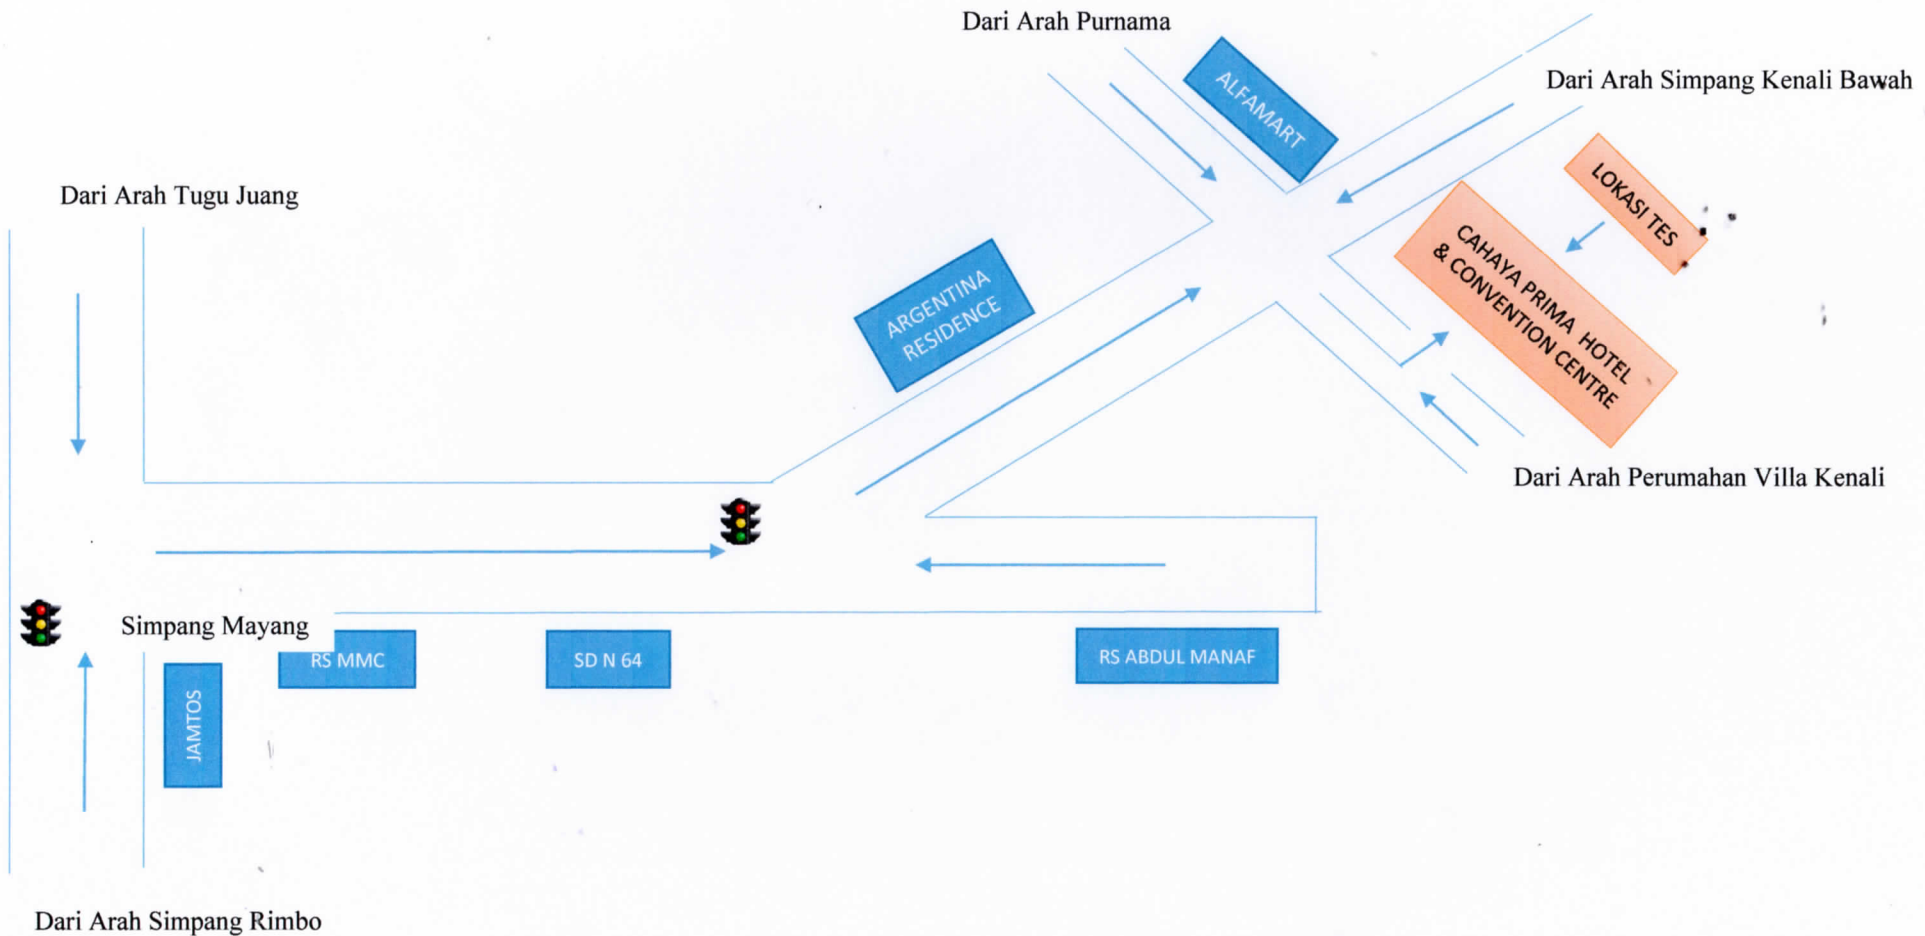 Dari Arah Purnama
ALFAMART
Dari Arah Simpang Kenali Bawah
LOKASI TES
Dari Arah Tugu Juang
CAHAYA PRIMA HOTEL
& CONVENTION CENTRE
ARGENTINA
RESIDENCE
Dari Arah Perumahan Villa Kenali
Simpang Mayang
RS MMC
SD N 64
RS ABDUL MANAF
JAMTOS
Dari Arah Simpang Rimbo